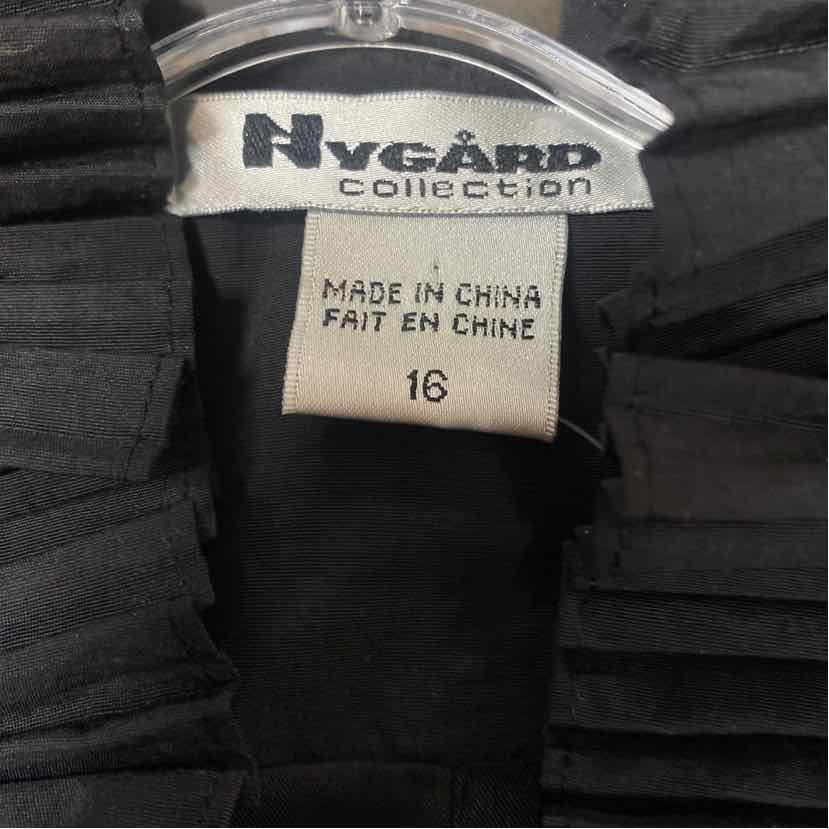 NYGÅRD
collection
MADE IN CHINA
FAIT EN CHINE
16